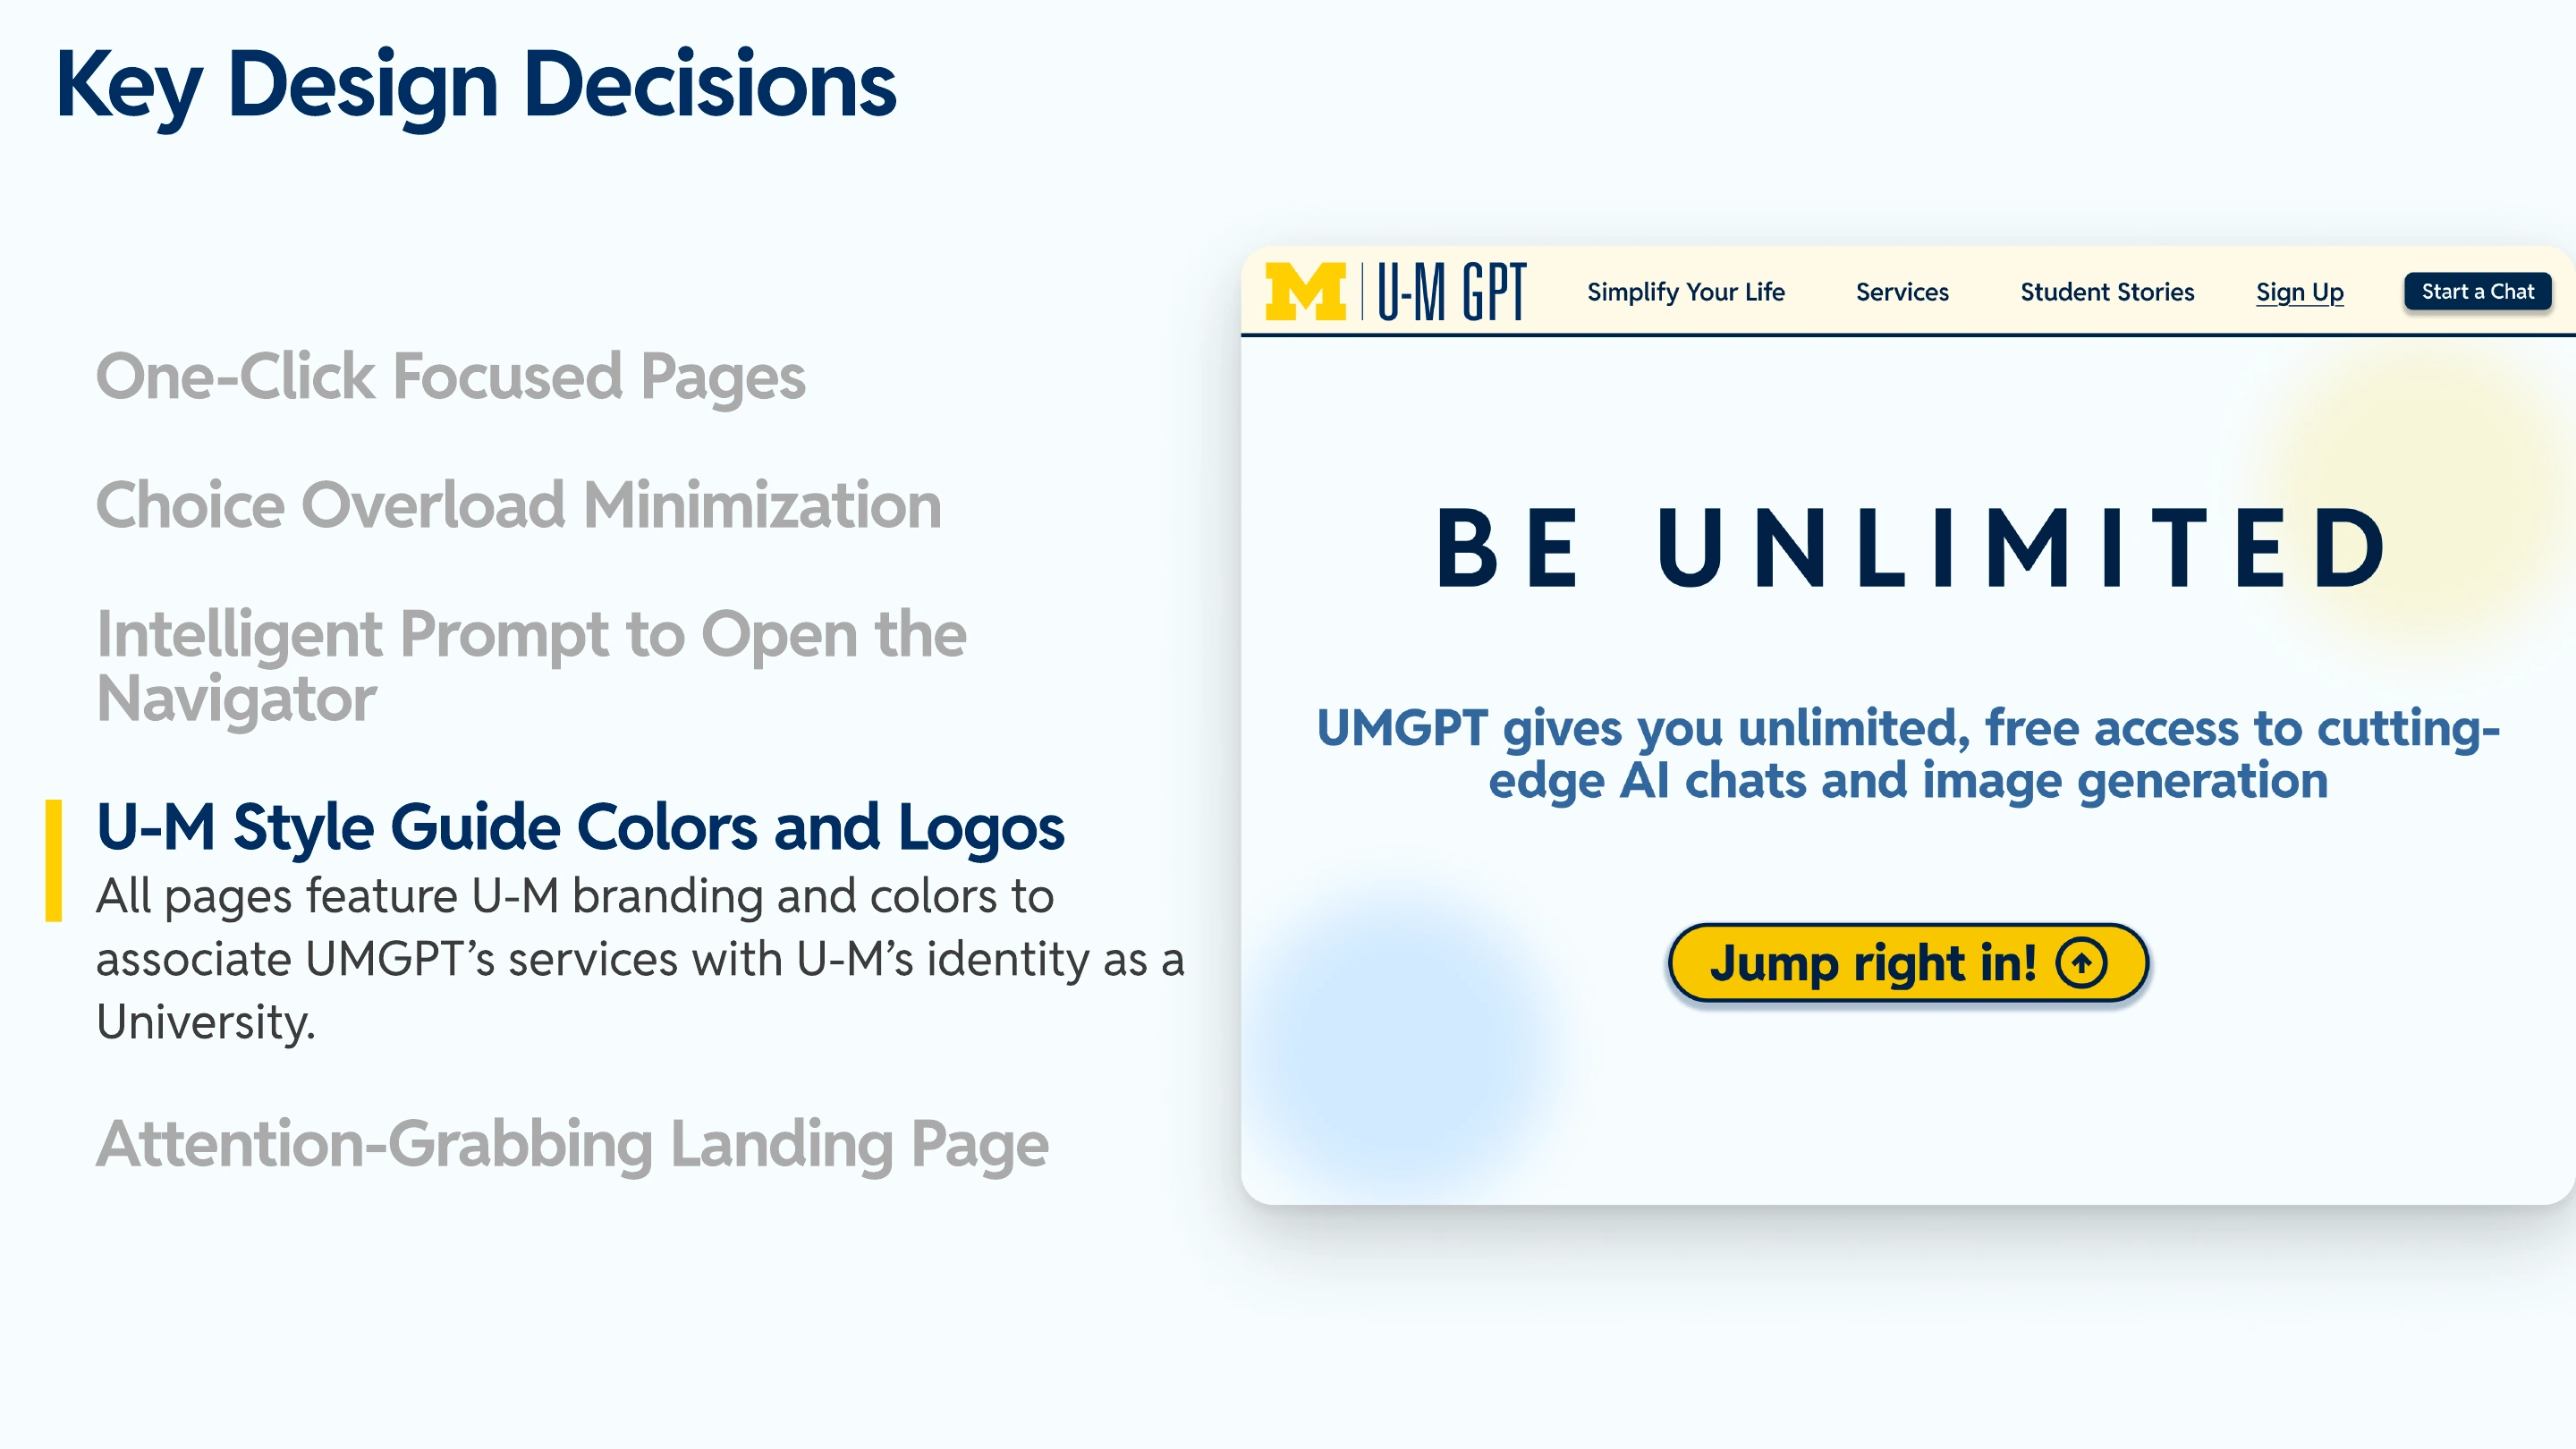 Key Design Decisions
One-Click Focused Pages
Choice Overload Minimization
Intelligent Prompt to Open the
Navigator
U-M Style Guide Colors and Logos
All pages feature U-M branding and colors to
associate UMGPT’s services with U-M’s identity as a
University.
Attention-Grabbing Landing Page
M | U-M GPT Simplify Your Life Services Student Stories Sign Up Start a Chat
BE UNLIMITED
UMGPT gives you unlimited, free access to cutting-
edge AI chats and image generation
Jump right in!